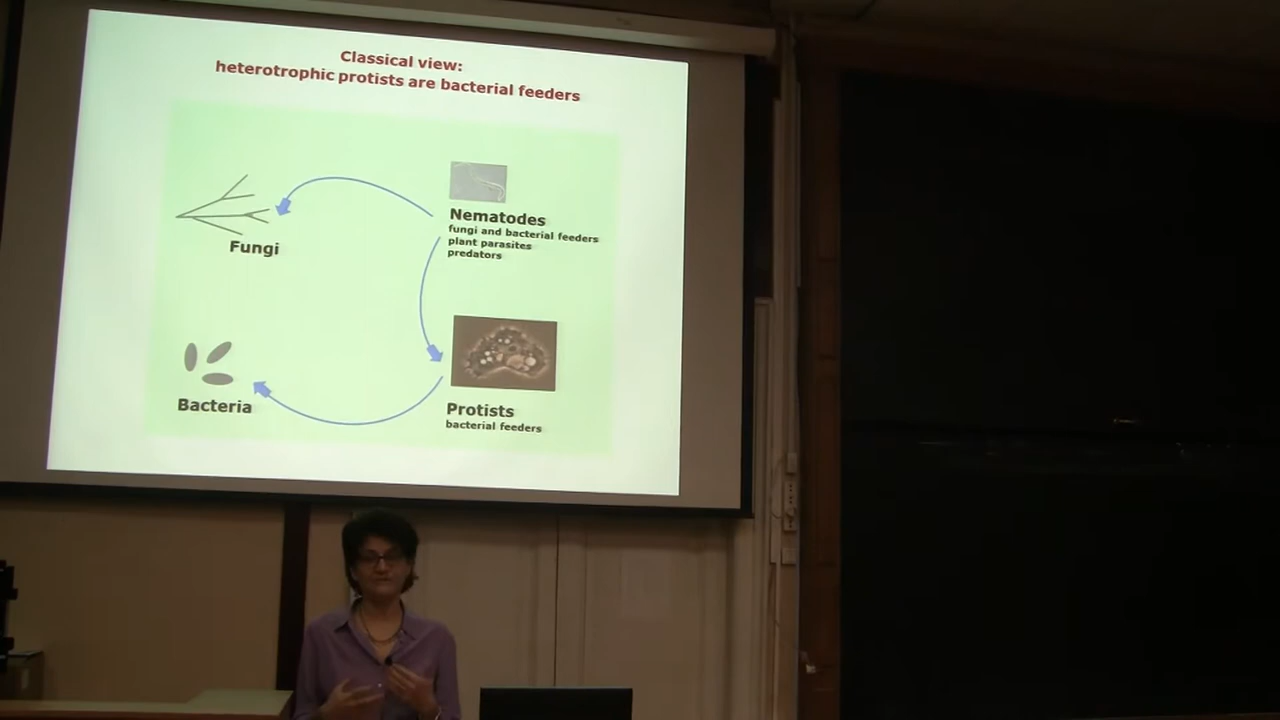 Classical view:
heterotrophic protists are bacterial feeders
Nematodes
fungi and bacterial feeders
plant parasites
predators
Fungi
Bacteria
Protists
bacterial feeders